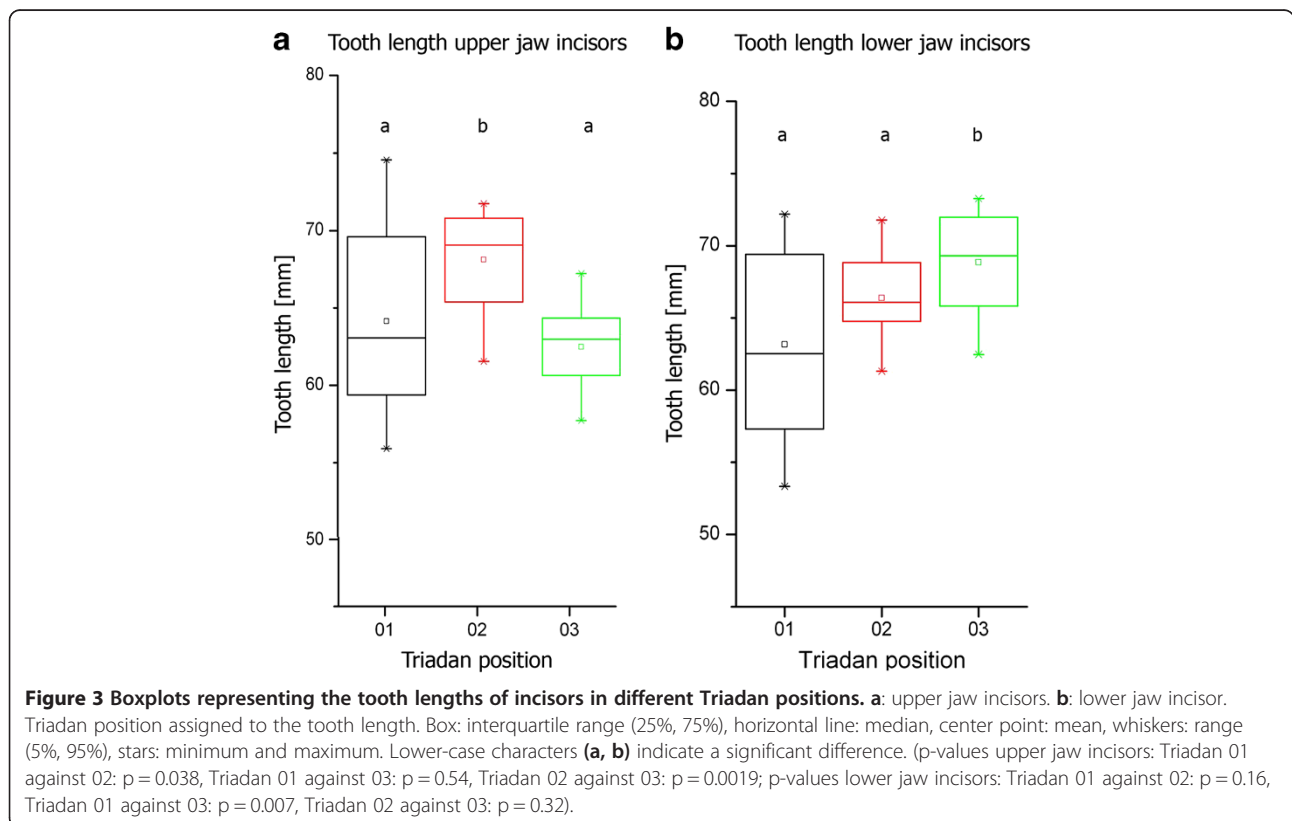 a Tooth length upper jaw incisors
80
70
60
50
Tooth length [mm]
a b a
01 02 03
Triadan position
b Tooth length lower jaw incisors
80
70
60
50
Tooth length [mm]
a a b
01 02 03
Triadan position
Figure 3 Boxplots representing the tooth lengths of incisors in different Triadan positions. a: upper jaw incisors. b: lower jaw incisor.
Triadan position assigned to the tooth length. Box: interquartile range (25%, 75%), horizontal line: median, center point: mean, whiskers: range
(5%, 95%), stars: minimum and maximum. Lower-case characters (a, b) indicate a significant difference. (p-values upper jaw incisors: Triadan 01
against 02: p = 0.038, Triadan 01 against 03: p = 0.54, Triadan 02 against 03: p = 0.0019; p-values lower jaw incisors: Triadan 01 against 02: p = 0.16,
Triadan 01 against 03: p = 0.007, Triadan 02 against 03: p = 0.32).